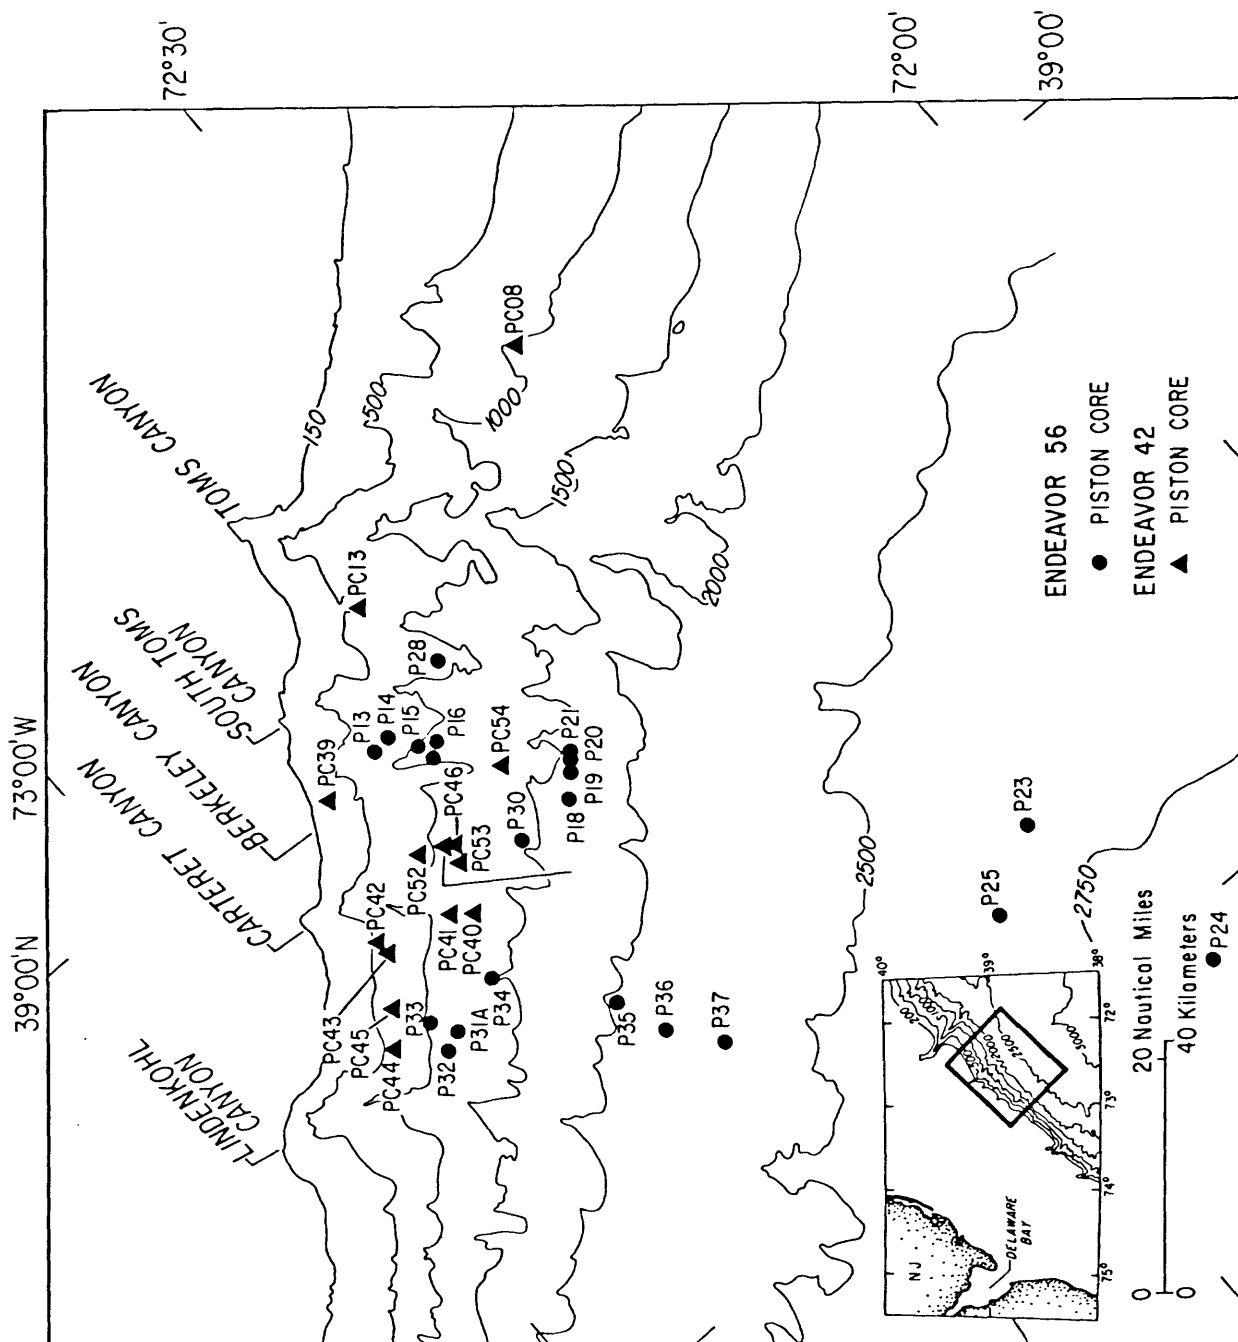 72°30'
72°00'
39°00'
73°00'W
39°00'N
TOMS CANYON
SOUTH TOMS
CANYON
BERKELEY CANYON
CARTERET CANYON
LINDENKOHL
CANYON
150
500
1000
1500
2000
2500
2750
PC08
PC13
PC39
P28
P13
P14
P15
P16
PC54
PC46
P21
P20
P19
P18
P30
PC53
PC52
PC42
PC41
PC40
PC43
PC45
PC44
P33
P32
P31A
P34
P35
P36
P37
P23
P25
P24
ENDEAVOR 56
PISTON CORE
ENDEAVOR 42
PISTON CORE
20 Nautical Miles
40 Kilometers
0
0
40°
39°
38°
72°
73°
74°
75°
NJ
DELAWARE
BAY
200
2000
2500